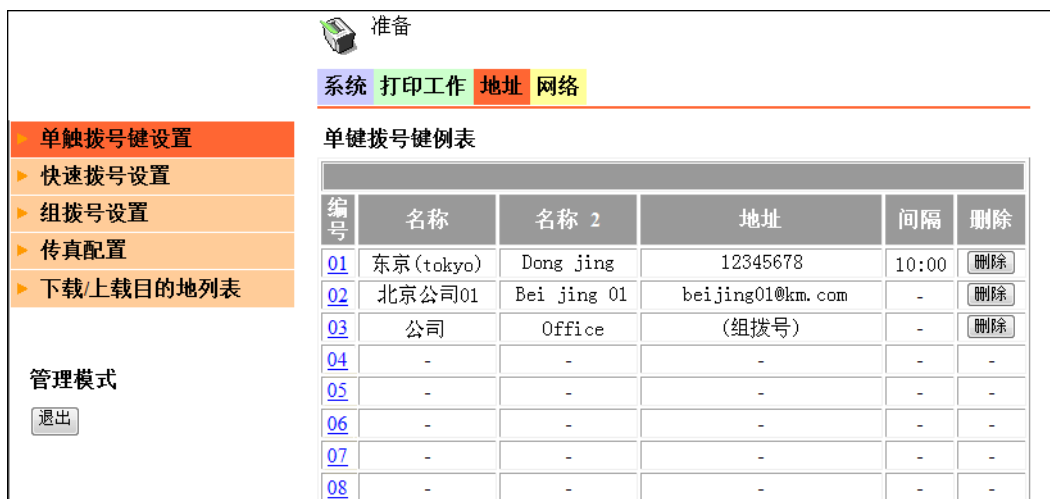 准备
系统 打印工作 地址 网络
单触拨号键设置
快速拨号设置
组拨号设置
传真配置
下载/上载目的地列表
管理模式
退出
单键拨号键例表
编号 名称 名称 2 地址 间隔 删除
01 东京(tokyo) Dong jing 12345678 10:00 删除
02 北京公司01 Bei jing 01 beijing01@km.com - 删除
03 公司 Office (组拨号) - 删除
04 - - - - -
05 - - - - -
06 - - - - -
07 - - - - -
08 - - - - -